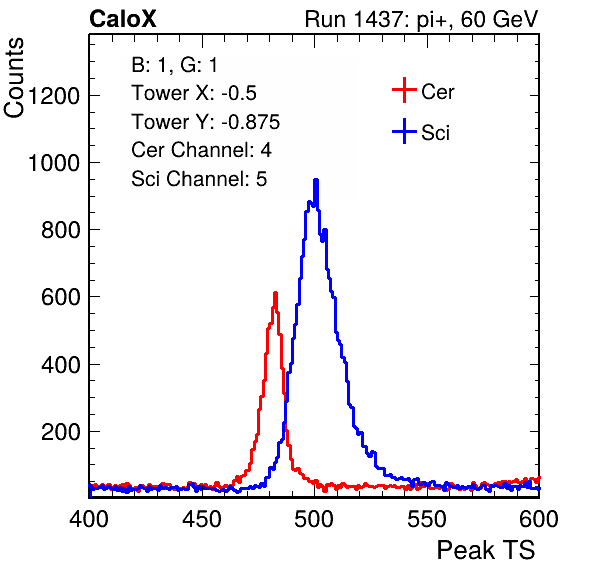 CaloX Run 1437: pi+, 60 GeV
Counts
B: 1, G: 1
Tower X: -0.5
Tower Y: -0.875
Cer Channel: 4
Sci Channel: 5
Cer
Sci
1200
1000
800
600
400
200
400 450 500 550 600
Peak TS